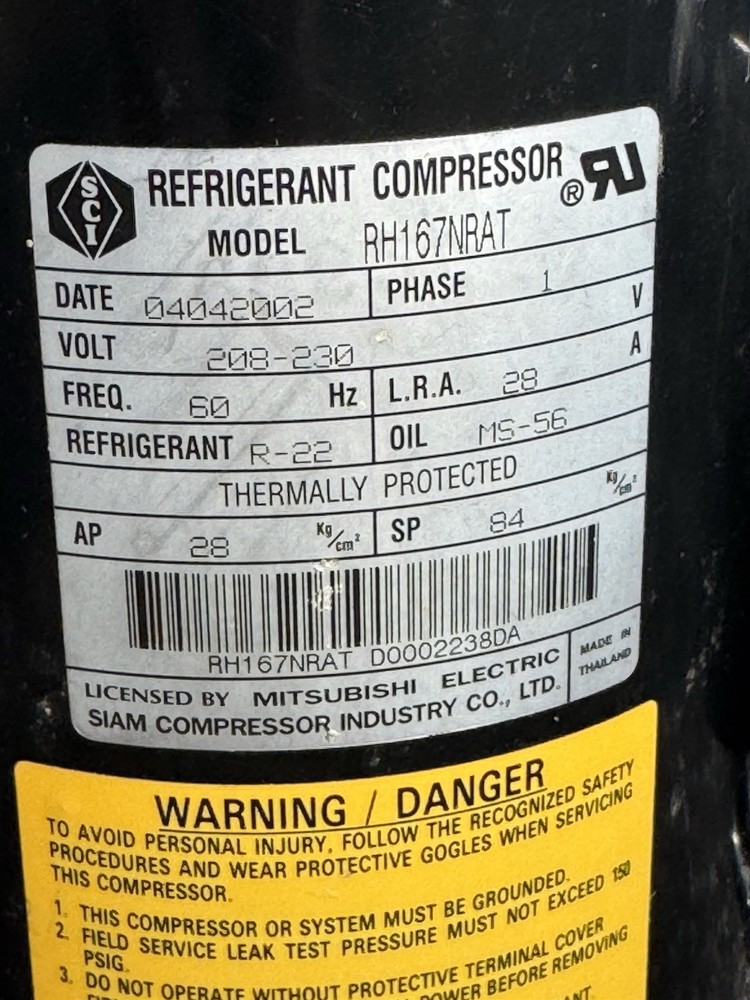 SCI
REFRIGERANT COMPRESSOR ® RU
MODEL RH167NRAT
DATE 04042002 PHASE 1
VOLT 208-230 V
FREQ. 60 Hz L.R.A. 28 A
REFRIGERANT R-22 OIL MS-56
THERMALLY PROTECTED
AP 28 Kg/cm² SP 84 Kg/cm²
RH167NRAT D0002238DA
LICENSED BY MITSUBISHI ELECTRIC
SIAM COMPRESSOR INDUSTRY CO., LTD.
MADE IN
THAILAND
WARNING / DANGER
TO AVOID PERSONAL INJURY, FOLLOW THE RECOGNIZED SAFETY
PROCEDURES AND WEAR PROTECTIVE GOGLES WHEN SERVICING
THIS COMPRESSOR.
1. THIS COMPRESSOR OR SYSTEM MUST BE GROUNDED.
2. FIELD SERVICE LEAK TEST PRESSURE MUST NOT EXCEED 150
PSIG.
3. DO NOT OPERATE WITHOUT PROTECTIVE TERMINAL COVER
POWER BEFORE REMOVING